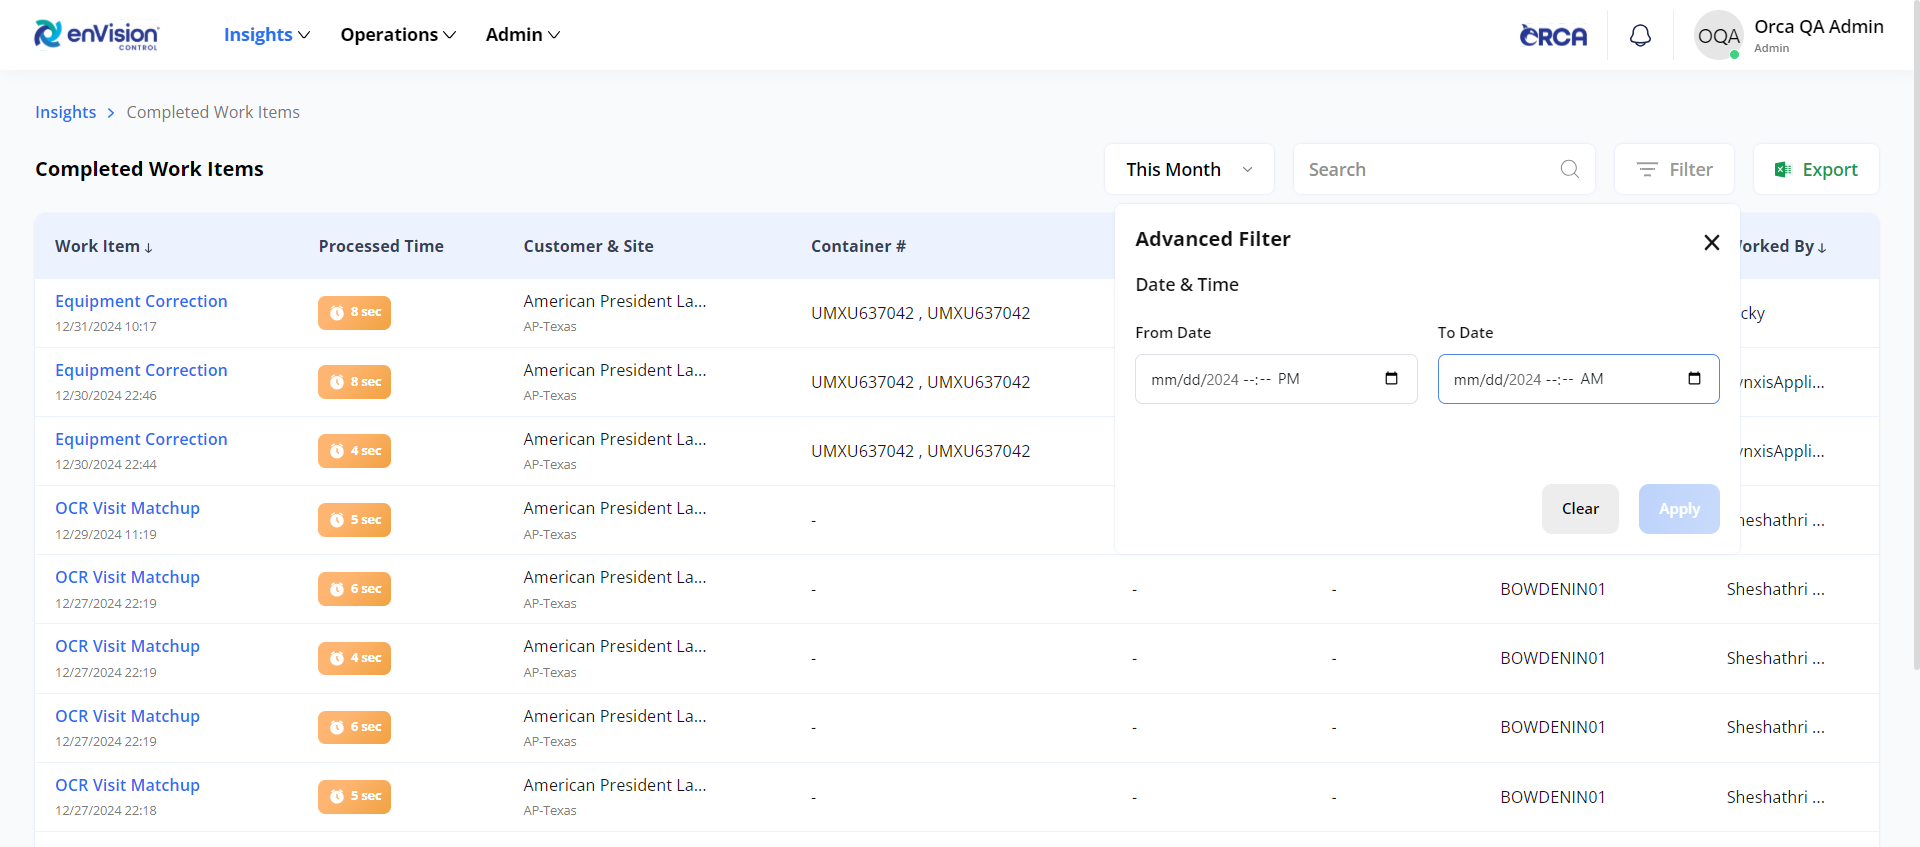 enVision
CONTROL
Insights
Operations
Admin
ORCA
OQA
Orca QA Admin
Admin
Insights > Completed Work Items
Completed Work Items
This Month
Search
Filter
Export
Work Item ↓ Processed Time Customer & Site Container # orked By ↓
Advanced Filter
Date & Time
From Date To Date
mm/dd/2024 --:-- PM mm/dd/2024 --:-- AM
Clear Apply
Equipment Correction 8 sec American President La... UMXU637042 , UMXU637042 cky
12/31/2024 10:17 AP-Texas
Equipment Correction 8 sec American President La... UMXU637042 , UMXU637042 ynxisAppli...
12/30/2024 22:46 AP-Texas
Equipment Correction 4 sec American President La... UMXU637042 , UMXU637042 ynxisAppli...
12/30/2024 22:44 AP-Texas
OCR Visit Matchup 5 sec American President La... - heshathri ...
12/29/2024 11:19 AP-Texas
OCR Visit Matchup 6 sec American President La... - - - BOWDENIN01 Sheshathri ...
12/27/2024 22:19 AP-Texas
OCR Visit Matchup 4 sec American President La... - - - BOWDENIN01 Sheshathri ...
12/27/2024 22:19 AP-Texas
OCR Visit Matchup 6 sec American President La... - - - BOWDENIN01 Sheshathri ...
12/27/2024 22:19 AP-Texas
OCR Visit Matchup 5 sec American President La... - - - BOWDENIN01 Sheshathri ...
12/27/2024 22:18 AP-Texas